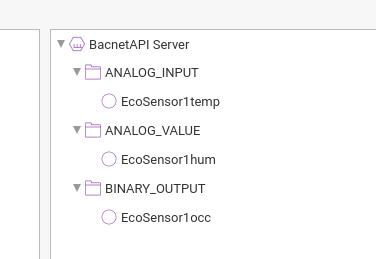 BacnetAPI Server
ANALOG_INPUT
EcoSensor1temp
ANALOG_VALUE
EcoSensor1hum
BINARY_OUTPUT
EcoSensor1occ